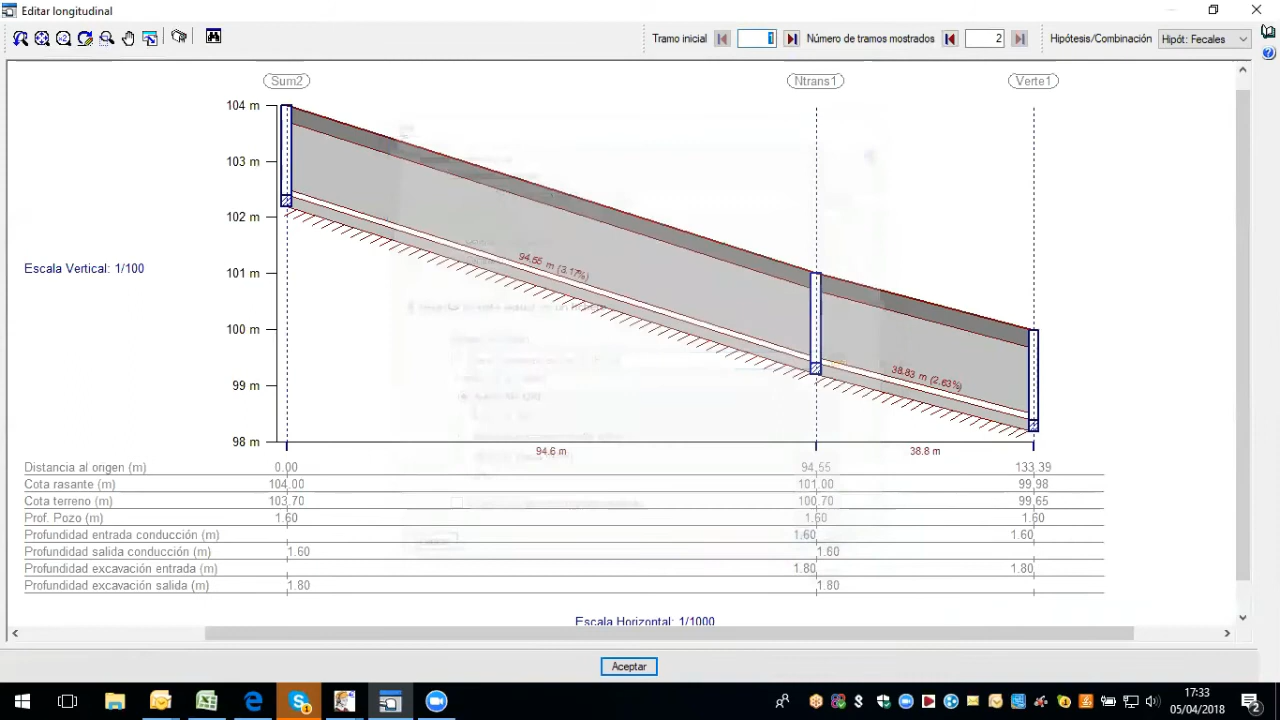 Editar longitudinal
Tramo inicial 1 Número de tramos mostrados 2 Hipótesis/Combinación Hipót: Fecales
Sum2 Ntrans1 Verte1
104 m
103 m
102 m
101 m
100 m
99 m
98 m
Escala Vertical: 1/100
94.55 m (3.17%)
38.83 m (2.63%)
94.6 m 38.8 m
Distancia al origen (m) 0.00 94,55 133,39
Cota rasante (m) 104,00 101,00 99,98
Cota terreno (m) 103,70 100,70 99,65
Prof. Pozo (m) 1.60 1.60 1.60
Profundidad entrada conducción (m) 1.60 1.60
Profundidad salida conducción (m) 1.60 1.60
Profundidad excavación entrada (m) 1.80 1.80
Profundidad excavación salida (m) 1.80 1.80
Escala Horizontal: 1/1000
Aceptar
17:33
05/04/2018
2